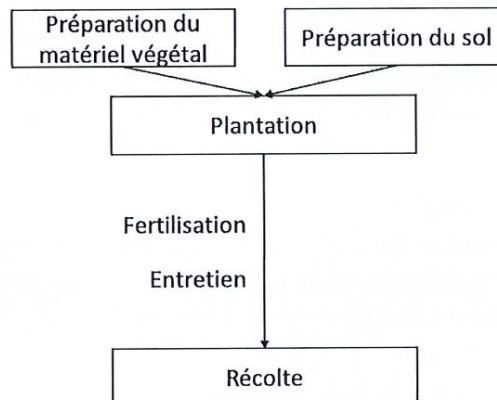 Préparation du
matériel végétal
Préparation du sol
Plantation
Fertilisation
Entretien
Récolte